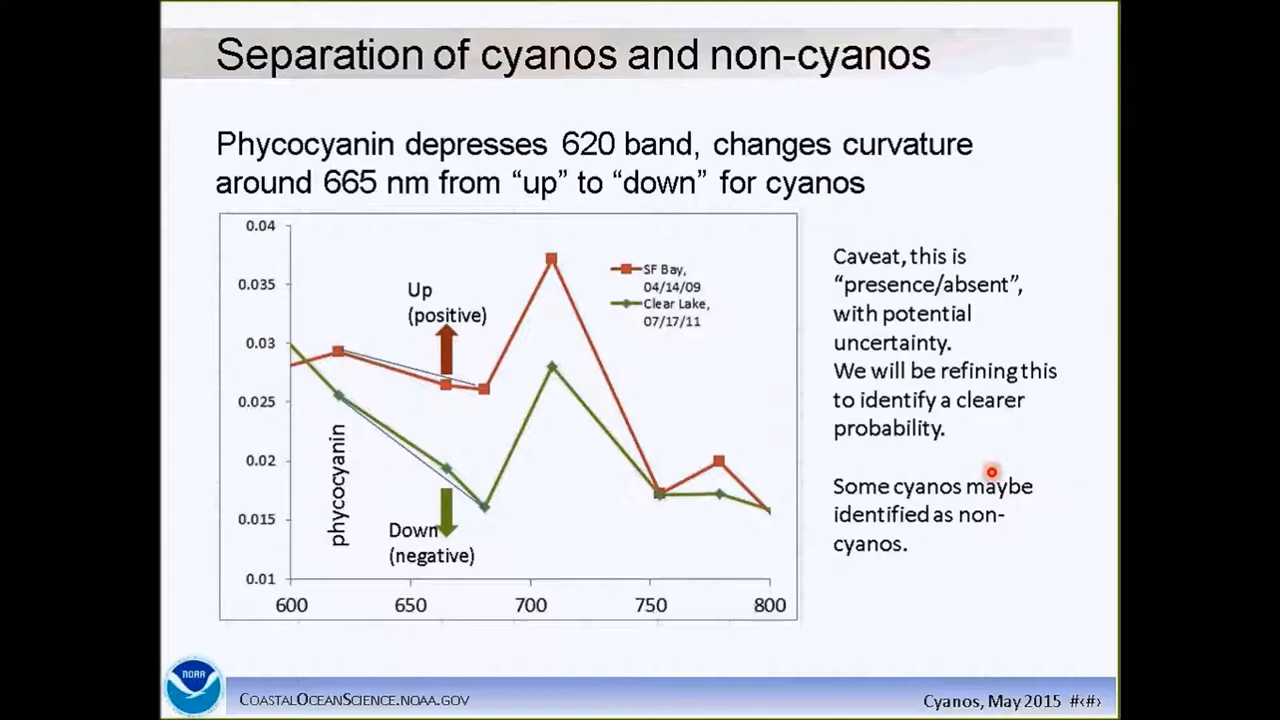 Separation of cyanos and non-cyanos
Phycocyanin depresses 620 band, changes curvature
around 665 nm from “up” to “down” for cyanos
0.04
0.035
0.03
0.025
0.02
0.015
0.01
600
650
700
750
800
Up
(positive)
SF Bay,
04/14/09
Clear Lake,
07/17/11
phycocyanin
Down
(negative)
Caveat, this is
“presence/absent”,
with potential
uncertainty.
We will be refining this
to identify a clearer
probability.
Some cyanos maybe
identified as non-
cyanos.
NOAA
COASTALOCEANSCIENCE.NOAA.GOV
Cyanos, May 2015 #‹#›